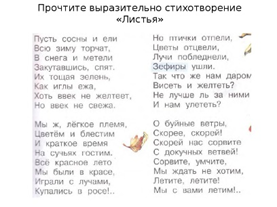 Прочтите выразительно стихотворение
«Листья»
Пусть сосны и ели
Всю зиму торчат,
В снега и метели
Закутавшись, спят.
Их тощая зелень,
Как иглы ежа,
Хоть ввек не желтеет,
Но ввек не свежа.
Мы ж, лёгкое племя,
Цветём и блестим
И краткое время
На сучьях гостим.
Всё красно лето
Мы были в красе,
Играли с лучами,
Купались в росе!..
Но птички отпели,
Цветы отцвели,
Лучи побледнели,
Зефиры ушли.
Так что же нам даром
Висеть и желтеть?
Не лучше ль за ними
И нам улететь?
О буйные ветры,
Скорее, скорей!
Скорей нас сорвите
С докучных ветвей!
Сорвите, умчите,
Мы ждать не хотим,
Летите, летите!
Мы с вами летим!..